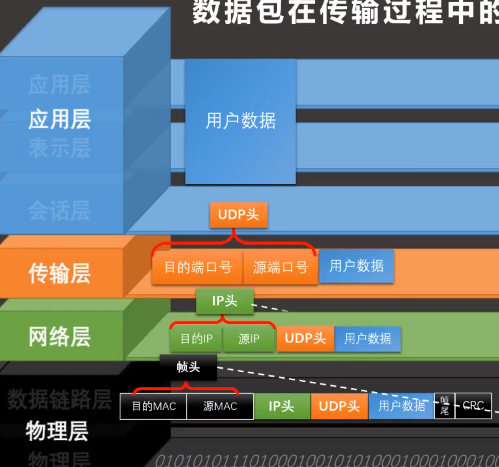 数据包在传输过程中的
应用层
应用层
表示层
会话层
用户数据
UDP头
传输层
目的端口号 源端口号 用户数据
IP头
网络层
目的IP 源IP UDP头 用户数据
帧头
数据链路层
目的MAC 源MAC IP头 UDP头 用户数据 帧尾 CRC
物理层
物理层